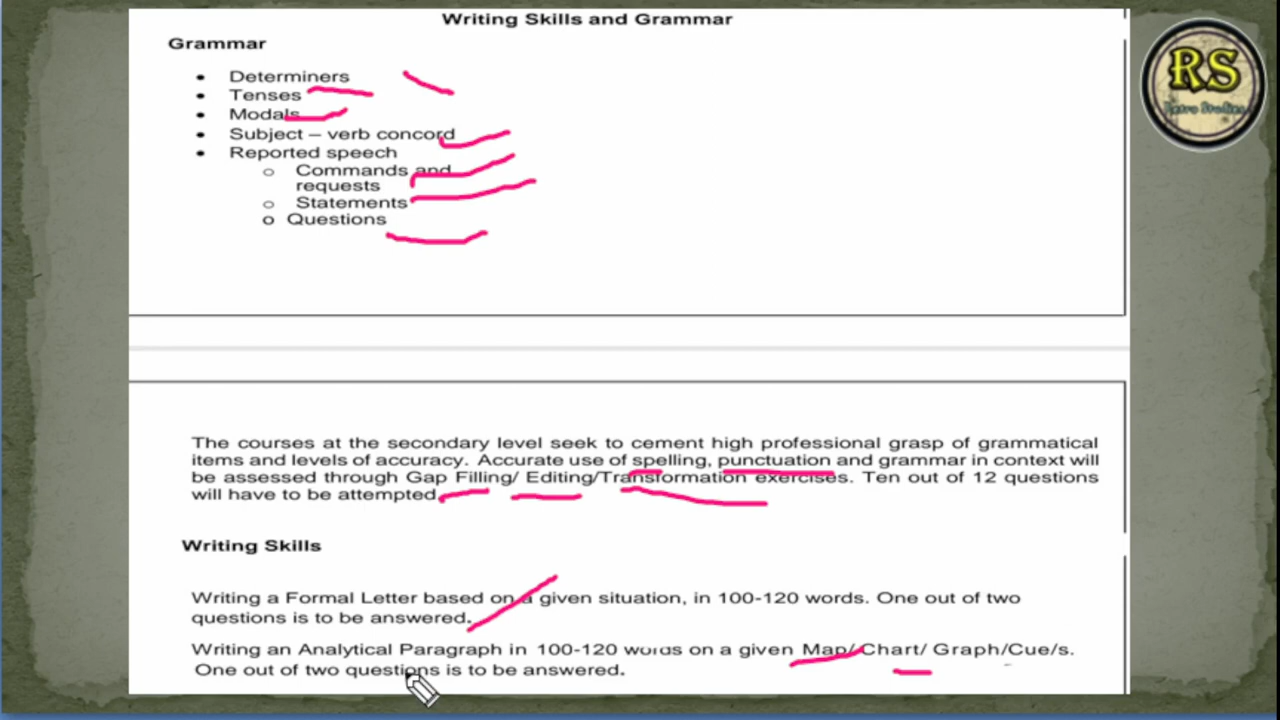 Writing Skills and Grammar
Grammar
• Determiners
• Tenses
• Modals
• Subject – verb concord
• Reported speech
o Commands and
requests
o Statements
o Questions
The courses at the secondary level seek to cement high professional grasp of grammatical
items and levels of accuracy. Accurate use of spelling, punctuation and grammar in context will
be assessed through Gap Filling/ Editing/Transformation exercises. Ten out of 12 questions
will have to be attempted.
Writing Skills
Writing a Formal Letter based on a given situation, in 100-120 words. One out of two
questions is to be answered.
Writing an Analytical Paragraph in 100-120 words on a given Map/ Chart/ Graph/Cue/s.
One out of two questions is to be answered.
RS
Retro Studies